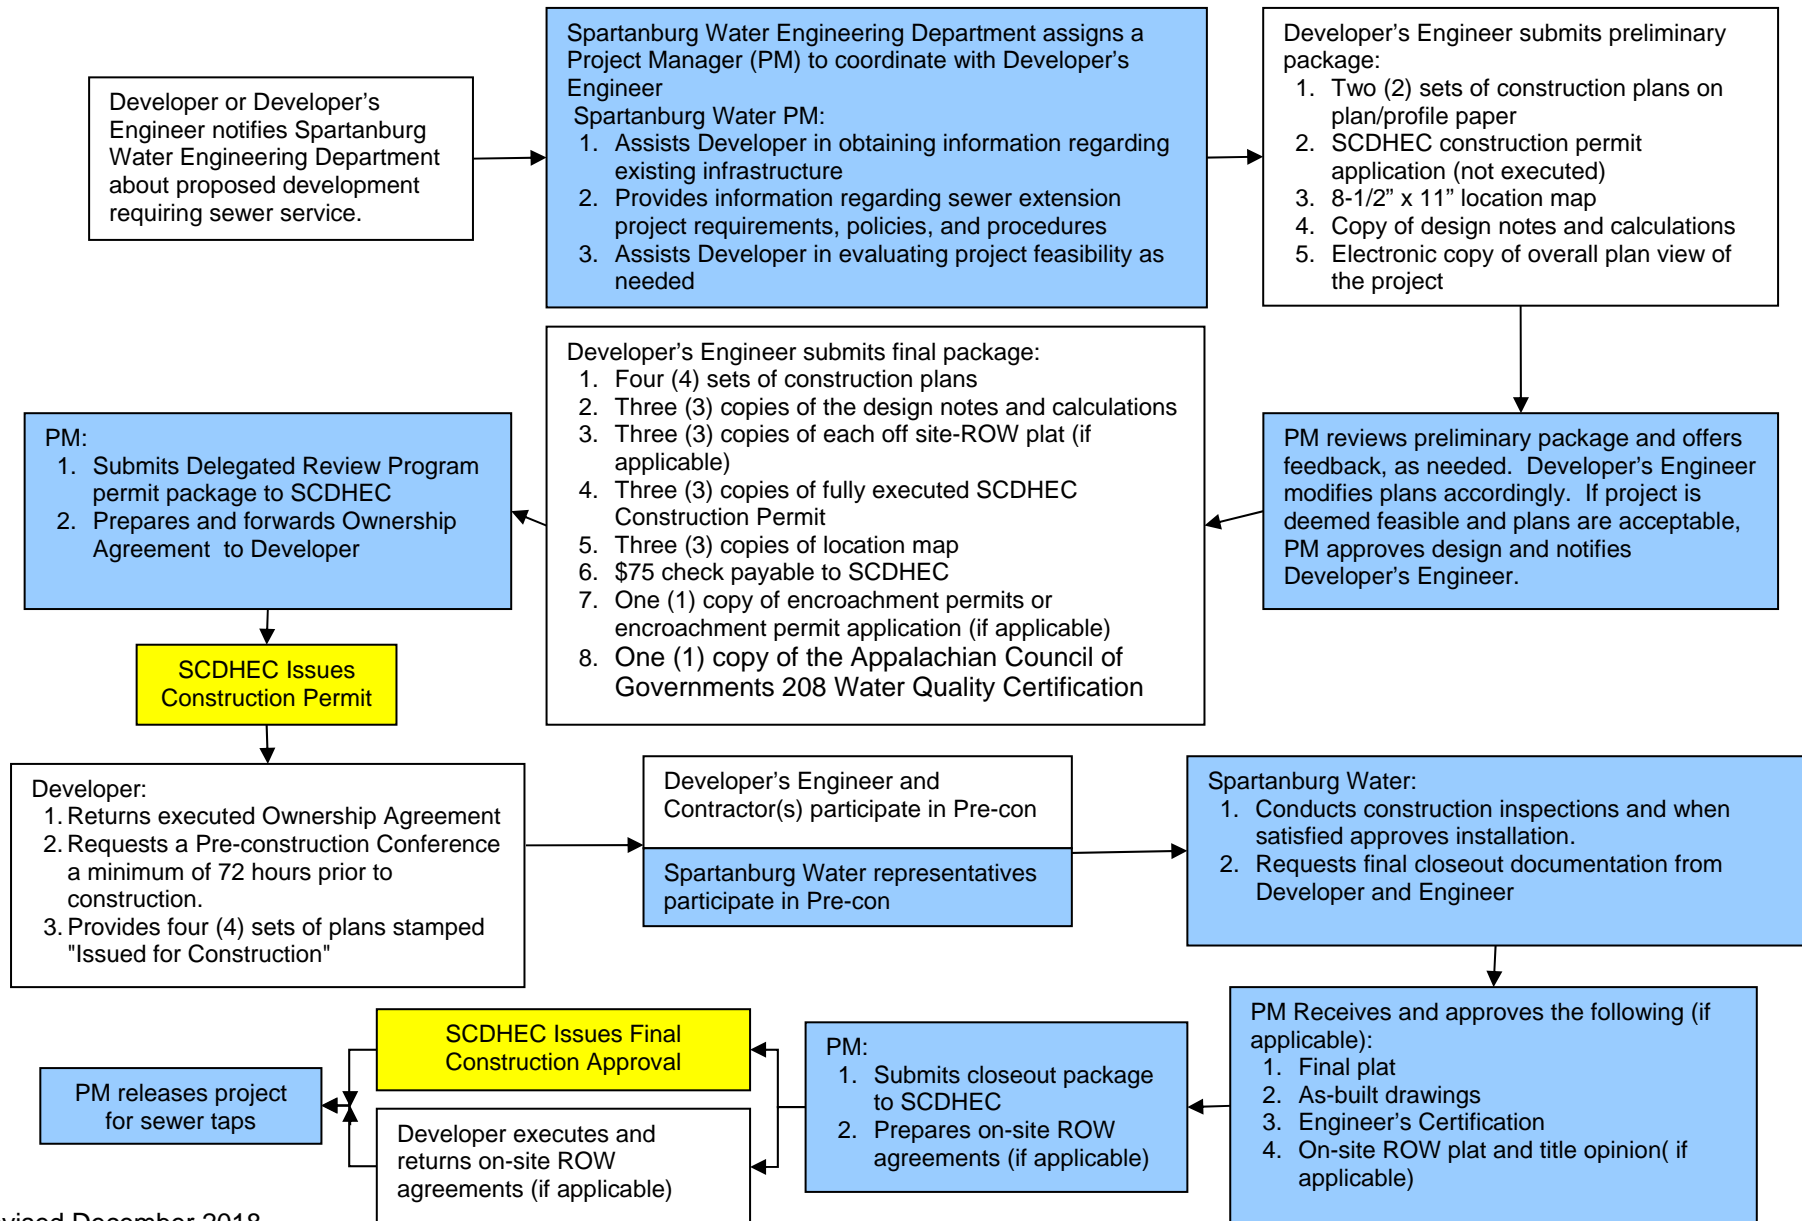 Developer or Developer’s
Engineer notifies Spartanburg
Water Engineering Department
about proposed development
requiring sewer service.
Spartanburg Water Engineering Department assigns a
Project Manager (PM) to coordinate with Developer’s
Engineer
Spartanburg Water PM:
1. Assists Developer in obtaining information regarding
existing infrastructure
2. Provides information regarding sewer extension
project requirements, policies, and procedures
3. Assists Developer in evaluating project feasibility as
needed
Developer’s Engineer submits preliminary
package:
1. Two (2) sets of construction plans on
plan/profile paper
2. SCDHEC construction permit
application (not executed)
3. 8-1/2” x 11” location map
4. Copy of design notes and calculations
5. Electronic copy of overall plan view of
the project
PM reviews preliminary package and offers
feedback, as needed. Developer’s Engineer
modifies plans accordingly. If project is
deemed feasible and plans are acceptable,
PM approves design and notifies
Developer’s Engineer.
Developer’s Engineer submits final package:
1. Four (4) sets of construction plans
2. Three (3) copies of the design notes and calculations
3. Three (3) copies of each off site-ROW plat (if
applicable)
4. Three (3) copies of fully executed SCDHEC
Construction Permit
5. Three (3) copies of location map
6. $75 check payable to SCDHEC
7. One (1) copy of encroachment permits or
encroachment permit application (if applicable)
8. One (1) copy of the Appalachian Council of
Governments 208 Water Quality Certification
PM:
1. Submits Delegated Review Program
permit package to SCDHEC
2. Prepares and forwards Ownership
Agreement to Developer
SCDHEC Issues
Construction Permit
Developer:
1. Returns executed Ownership Agreement
2. Requests a Pre-construction Conference
a minimum of 72 hours prior to
construction.
3. Provides four (4) sets of plans stamped
"Issued for Construction"
Developer’s Engineer and
Contractor(s) participate in Pre-con
Spartanburg Water representatives
participate in Pre-con
Spartanburg Water:
1. Conducts construction inspections and when
satisfied approves installation.
2. Requests final closeout documentation from
Developer and Engineer
PM Receives and approves the following (if
applicable):
1. Final plat
2. As-built drawings
3. Engineer’s Certification
4. On-site ROW plat and title opinion( if
applicable)
PM:
1. Submits closeout package
to SCDHEC
2. Prepares on-site ROW
agreements (if applicable)
SCDHEC Issues Final
Construction Approval
Developer executes and
returns on-site ROW
agreements (if applicable)
PM releases project
for sewer taps
vised December 2018